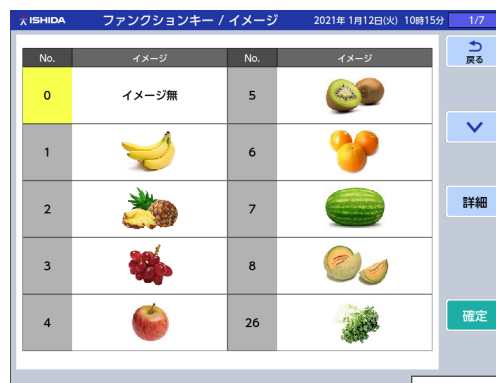 ISHIDA ファンクションキー / イメージ 2021年 1月12日(火) 10時15分 1/7
戻る
No. イメージ No. イメージ
0 イメージ無 5
1 6
2 7
詳細
3 8
4 26
確定